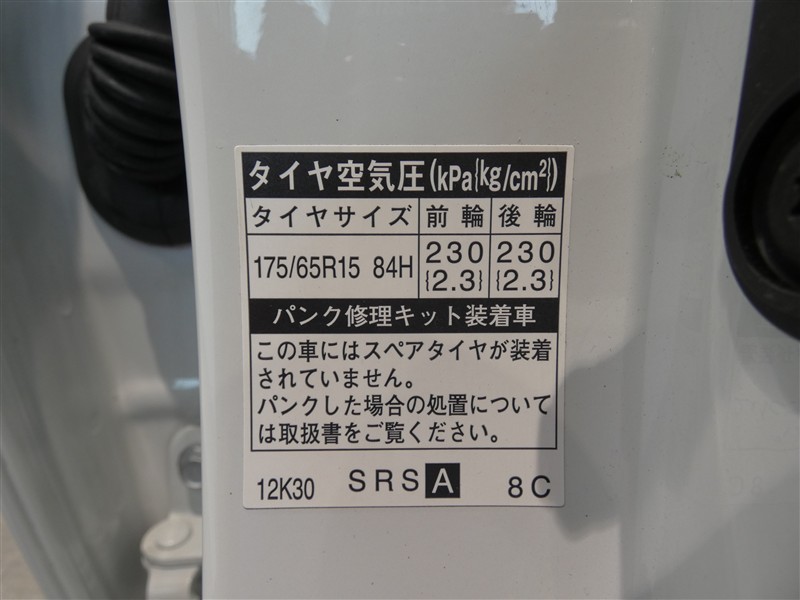 タイヤ空気圧(kPa{kg/cm²})
タイヤサイズ 前輪 後輪
175/65R15 84H 230 230
{2.3} {2.3}
パンク修理キット装着車
この車にはスペアタイヤが装着
されていません。
パンクした場合の処置について
は取扱書をご覧ください。
12K30 SRS A 8C